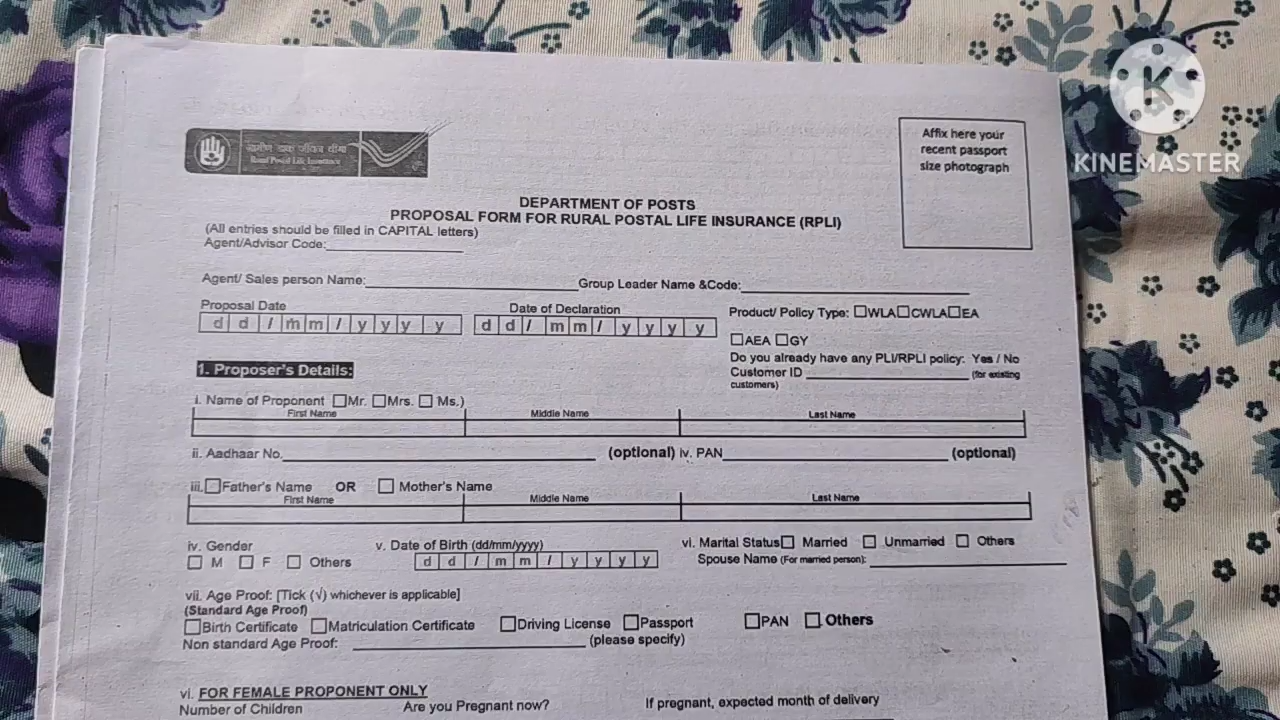 ग्रामीण डाक जीवन बीमा
Rural Postal Life Insurance
Affix here your
recent passport
size photograph
KINEMASTER
DEPARTMENT OF POSTS
PROPOSAL FORM FOR RURAL POSTAL LIFE INSURANCE (RPLI)
(All entries should be filled in CAPITAL letters)
Agent/Advisor Code:
Agent/ Sales person Name: Group Leader Name &Code:
Proposal Date Date of Declaration Product/ Policy Type: ☐WLA☐CWLA☐EA
d d / m m / y y y y d d / m m / y y y y
☐AEA ☐GY
Do you already have any PLI/RPLI policy: Yes / No
Customer ID (for existing
customers)
1. Proposer's Details:
i. Name of Proponent ☐Mr. ☐Mrs. ☐ Ms.)
First Name Middle Name Last Name
ii. Aadhaar No. (optional) iv. PAN (optional)
iii.☐Father's Name OR ☐ Mother's Name
First Name Middle Name Last Name
iv. Gender v. Date of Birth (dd/mm/yyyy) vi. Marital Status☐ Married ☐ Unmarried ☐ Others
☐ M ☐ F ☐ Others d d / m m / y y y y Spouse Name (For married person):
vii. Age Proof: [Tick (√) whichever is applicable]
(Standard Age Proof)
☐Birth Certificate ☐Matriculation Certificate ☐Driving License ☐Passport ☐PAN ☐ Others
Non standard Age Proof: (please specify)
vi. FOR FEMALE PROPONENT ONLY
Number of Children Are you Pregnant now? If pregnant, expected month of delivery